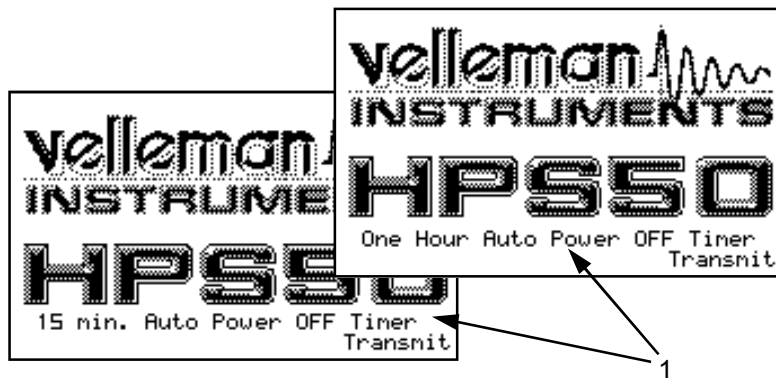 velleman
INSTRUMENTS
HPS50
One Hour Auto Power OFF Timer
Transmit
velleman
INSTRUME
HPS50
15 min. Auto Power OFF Timer
Transmit
1